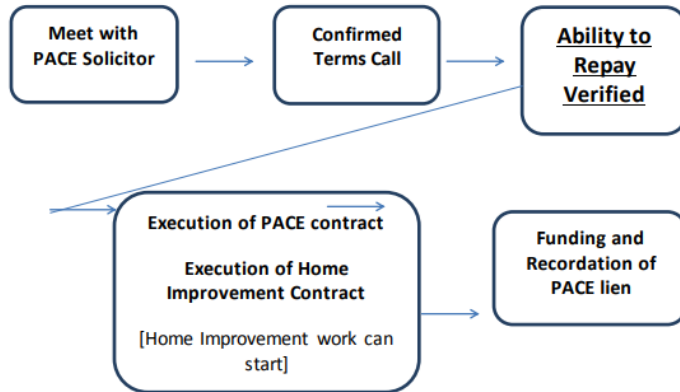 Meet with
PACE Solicitor
Confirmed
Terms Call
Ability to
Repay
Verified
Execution of PACE contract
Execution of Home
Improvement Contract
[Home Improvement work can
start]
Funding and
Recordation of
PACE lien